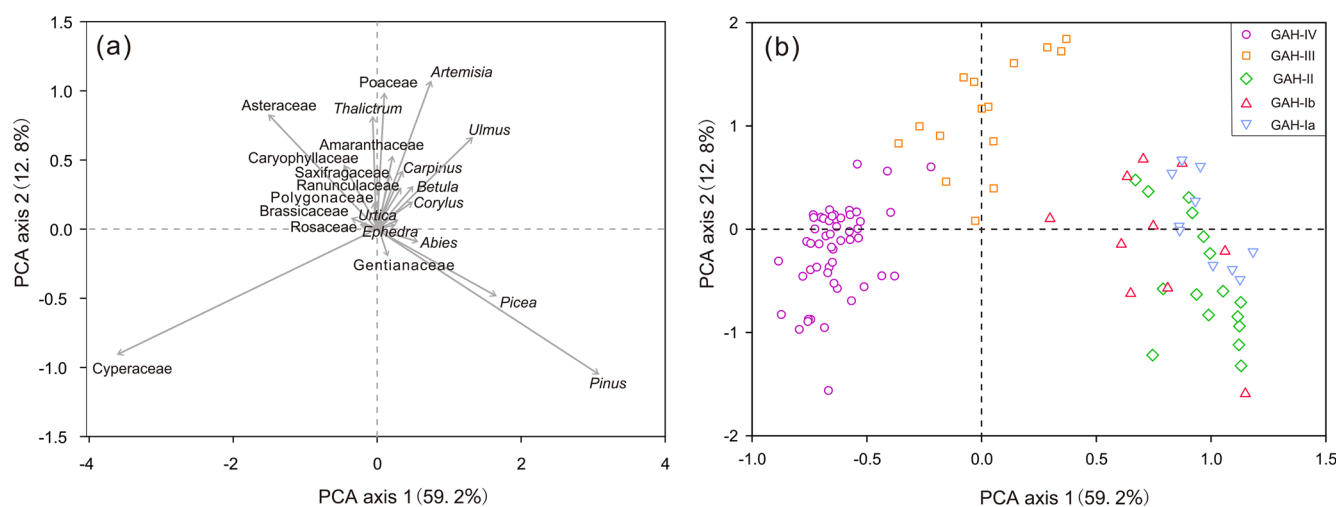 (a)
1.5
1.0
0.5
0.0
-0.5
-1.0
-1.5
PCA axis 2 (12. 8%)
Artemisia
Poaceae
Asteraceae
Thalictrum
Ulmus
Amaranthaceae
Caryophyllaceae
Carpinus
Saxifragaceae
Ranunculaceae
Betula
Polygonaceae
Corylus
Brassicaceae
Urtica
Rosaceae
Ephedra
Abies
Gentianaceae
Picea
Cyperaceae
Pinus
-4
-2
0
2
4
PCA axis 1 (59. 2%)
(b)
2
1
0
-1
-2
PCA axis 2 (12. 8%)
GAH-IV
GAH-III
GAH-II
GAH-Ib
GAH-Ia
-1.0
-0.5
0.0
0.5
1.0
1.5
PCA axis 1 (59. 2%)